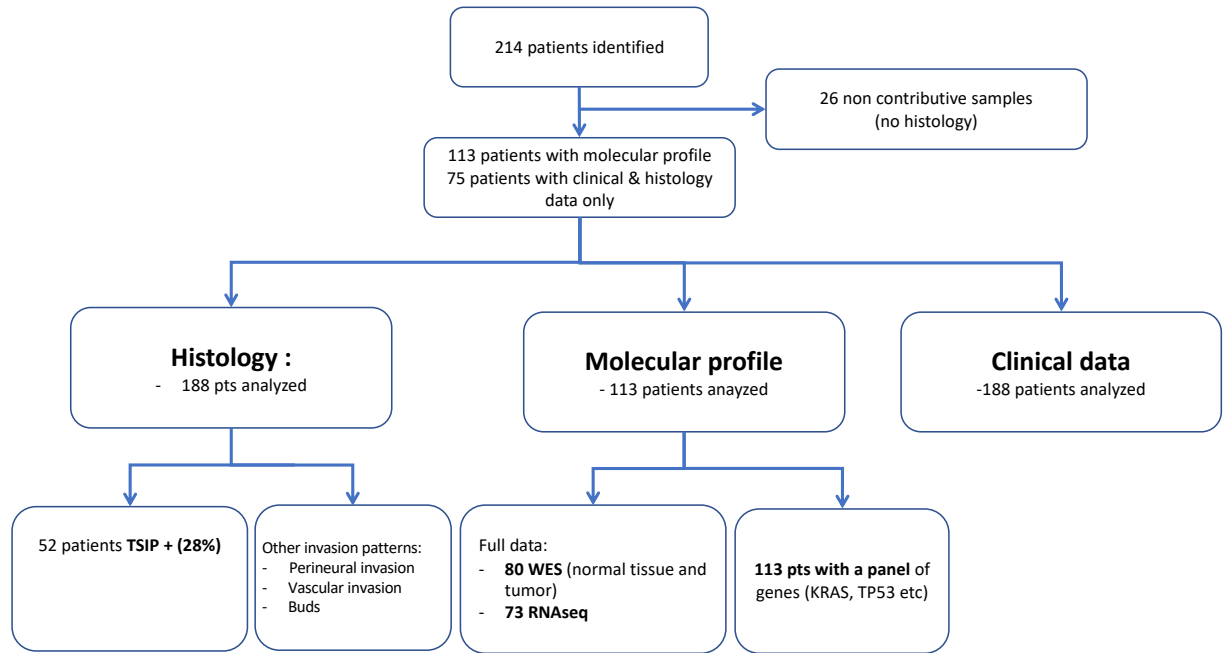 214 patients identified
26 non contributive samples
(no histology)
113 patients with molecular profile
75 patients with clinical & histology
data only
Histology :
- 188 pts analyzed
Molecular profile
- 113 patients anayzed
Clinical data
-188 patients analyzed
52 patients TSIP + (28%)
Other invasion patterns:
- Perineural invasion
- Vascular invasion
- Buds
Full data:
- 80 WES (normal tissue and
tumor)
- 73 RNAseq
113 pts with a panel of
genes (KRAS, TP53 etc)